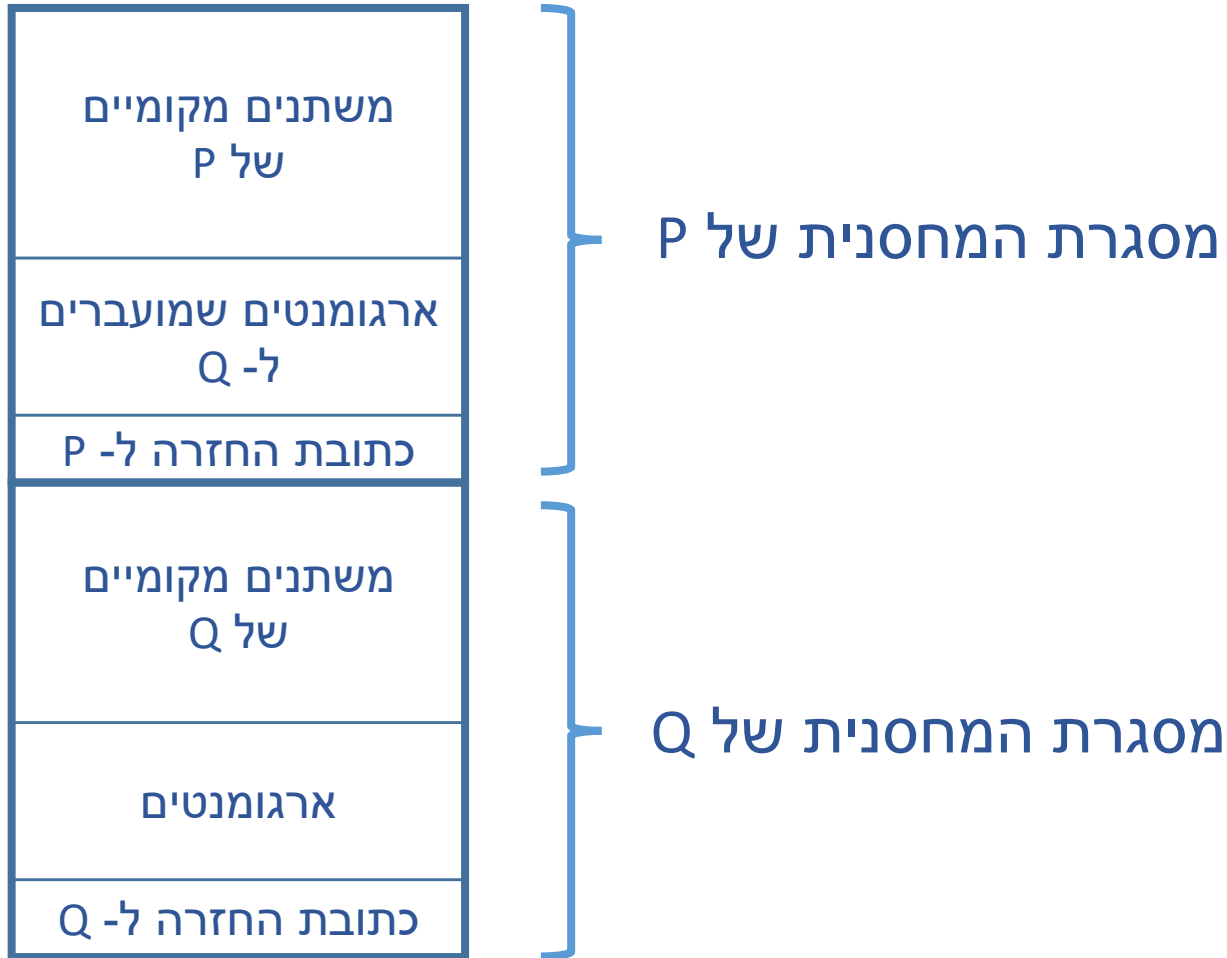 משתנים מקומיים
של P
ארגומנטים שמועברים
ל- Q
כתובת החזרה ל- P
מסגרת המחסנית של P
משתנים מקומיים
של Q
ארגומנטים
כתובת החזרה ל- Q
מסגרת המחסנית של Q